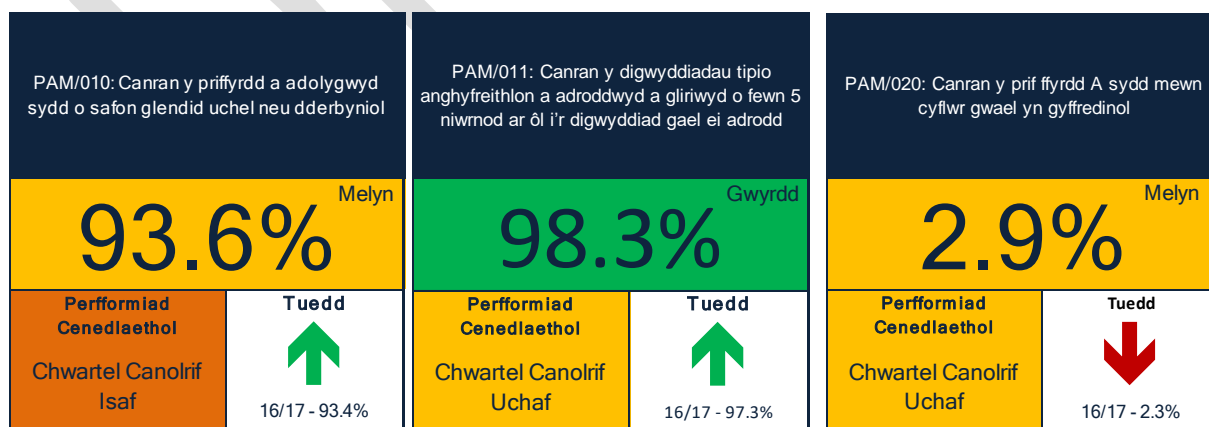 PAM/010: Canran y priffyrdd a adolygwyd
sydd o safon glendid uchel neu dderbyniol
Melyn
93.6%
Perfformiad
Cenedlaethol
Chwartel Canolrif
Isaf
Tuedd
16/17 - 93.4%
PAM/011: Canran y digwyddiadau tipio
anghyfreithlon a adroddwyd a gliriwyd o fewn 5
niwrnod ar ôl i'r digwyddiad gael ei adrodd
Gwyrdd
98.3%
Perfformiad
Cenedlaethol
Chwartel Canolrif
Uchaf
Tuedd
16/17 - 97.3%
PAM/020: Canran y prif ffyrdd A sydd mewn
cyflwr gwael yn gyffredinol
Melyn
2.9%
Perfformiad
Cenedlaethol
Chwartel Canolrif
Uchaf
Tuedd
16/17 - 2.3%